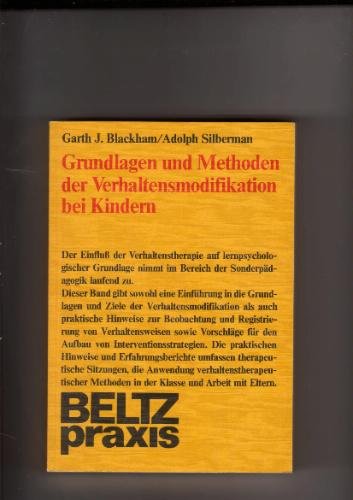 Garth J. Blackham/Adolph Silberman
Grundlagen und Methoden
der Verhaltensmodifikation
bei Kindern
Der Einfluß der Verhaltenstherapie auf lernpsycholo-
gischer Grundlage nimmt im Bereich der Sonderpäd-
agogik laufend zu.
Dieser Band gibt sowohl eine Einführung in die Grund-
lagen und Ziele der Verhaltensmodifikation als auch
praktische Hinweise zur Beobachtung und Registrie-
rung von Verhaltensweisen sowie Vorschläge für den
Aufbau von Interventionsstrategien. Die praktischen
Hinweise und Erfahrungsberichte umfassen therapeu-
tische Sitzungen, die Anwendung verhaltenstherapeu-
tischer Methoden in der Klasse und Arbeit mit Eltern.
BELTZ
praxis